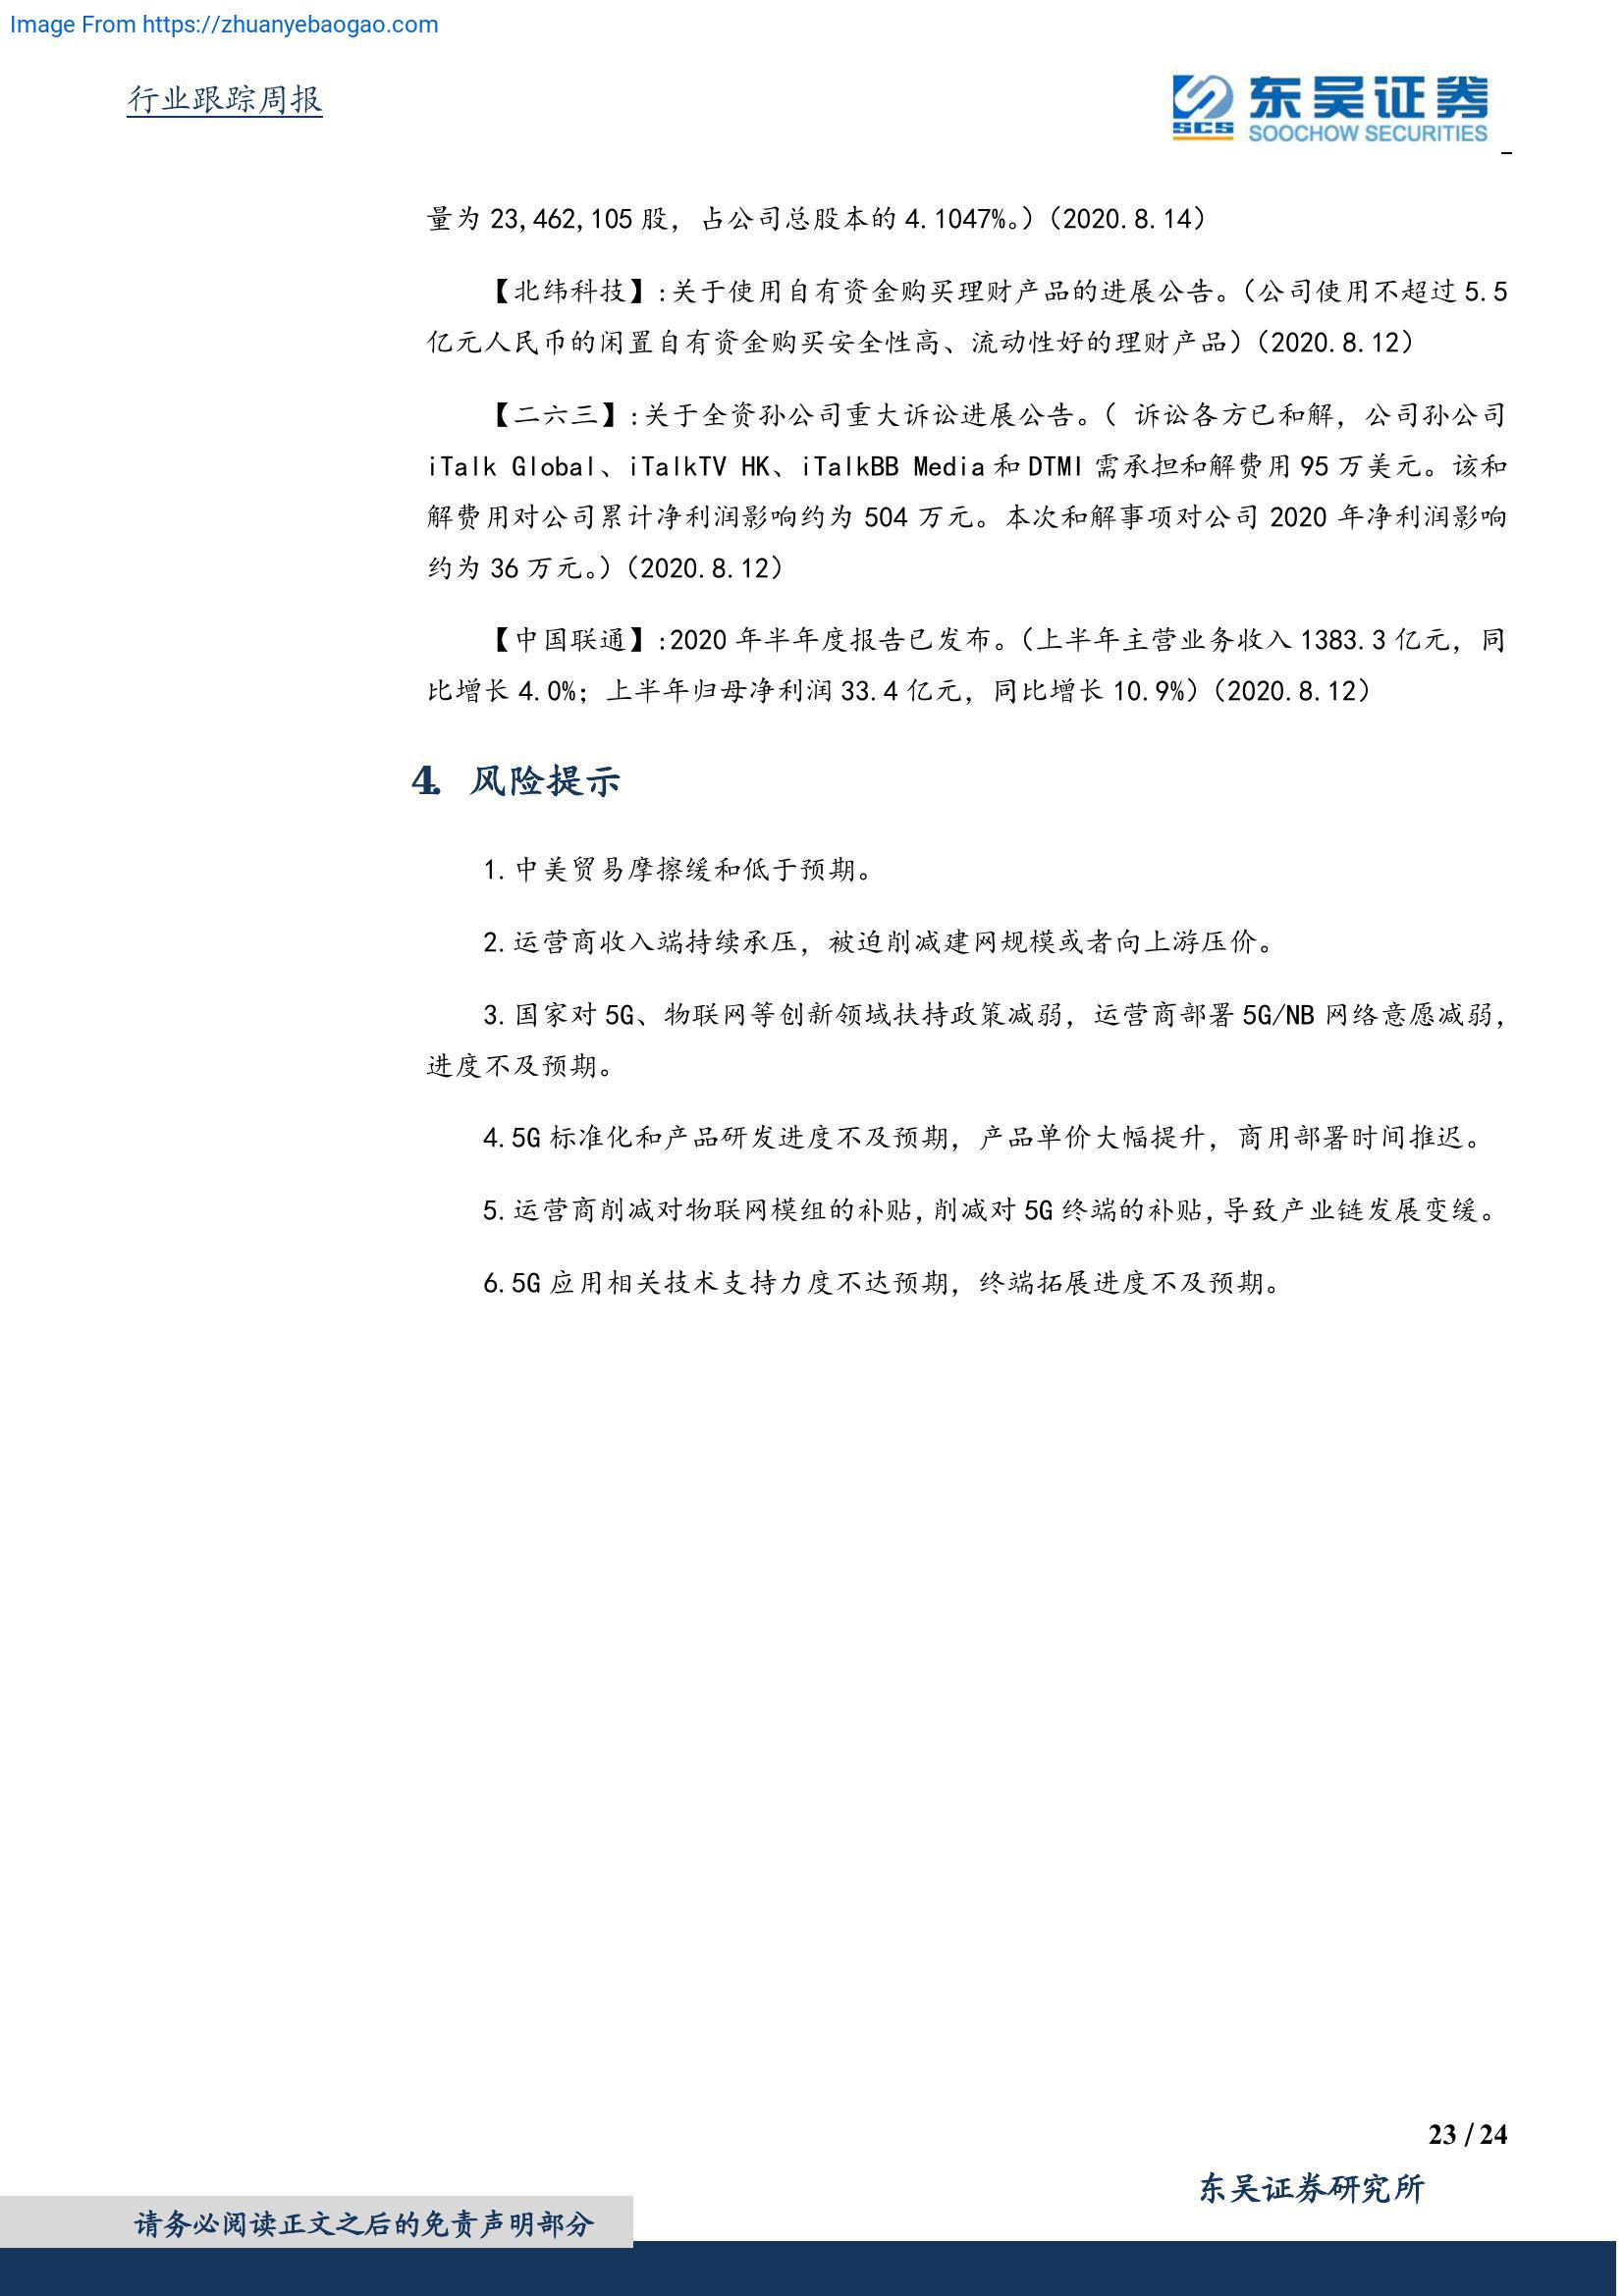 Image From https://zhuanyebaogao.com
行业跟踪周报
SCS
东吴证券
SOOCHOW SECURITIES
量为 23,462,105 股，占公司总股本的 4.1047%。）（2020.8.14）
【北纬科技】:关于使用自有资金购买理财产品的进展公告。（公司使用不超过 5.5
亿元人民币的闲置自有资金购买安全性高、流动性好的理财产品）（2020.8.12）
【二六三】:关于全资孙公司重大诉讼进展公告。（ 诉讼各方已和解，公司孙公司
iTalk Global、iTalkTV HK、iTalkBB Media 和 DTMI 需承担和解费用 95 万美元。该和
解费用对公司累计净利润影响约为 504 万元。本次和解事项对公司 2020 年净利润影响
约为 36 万元。）（2020.8.12）
【中国联通】:2020 年半年度报告已发布。（上半年主营业务收入 1383.3 亿元，同
比增长 4.0%；上半年归母净利润 33.4 亿元，同比增长 10.9%）（2020.8.12）
4. 风险提示
1.中美贸易摩擦缓和低于预期。
2.运营商收入端持续承压，被迫削减建网规模或者向上游压价。
3.国家对 5G、物联网等创新领域扶持政策减弱，运营商部署 5G/NB 网络意愿减弱，
进度不及预期。
4.5G 标准化和产品研发进度不及预期，产品单价大幅提升，商用部署时间推迟。
5.运营商削减对物联网模组的补贴，削减对 5G 终端的补贴，导致产业链发展变缓。
6.5G 应用相关技术支持力度不达预期，终端拓展进度不及预期。
23 / 24
东吴证券研究所
请务必阅读正文之后的免责声明部分